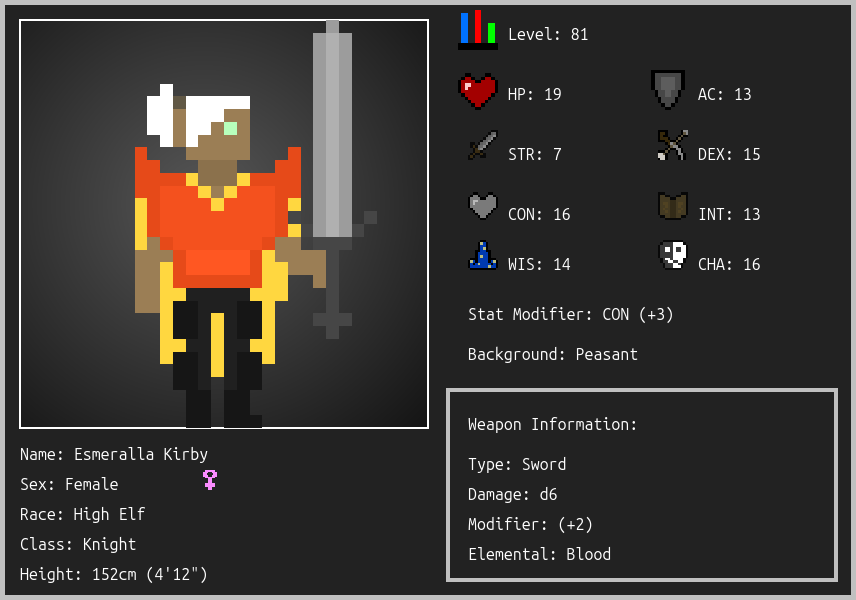 Level: 81
HP: 19
AC: 13
STR: 7
DEX: 15
CON: 16
INT: 13
WIS: 14
CHA: 16
Stat Modifier: CON (+3)
Background: Peasant
Weapon Information:
Type: Sword
Damage: d6
Modifier: (+2)
Elemental: Blood
Name: Esmeralla Kirby
Sex: Female
Race: High Elf
Class: Knight
Height: 152cm (4'12")